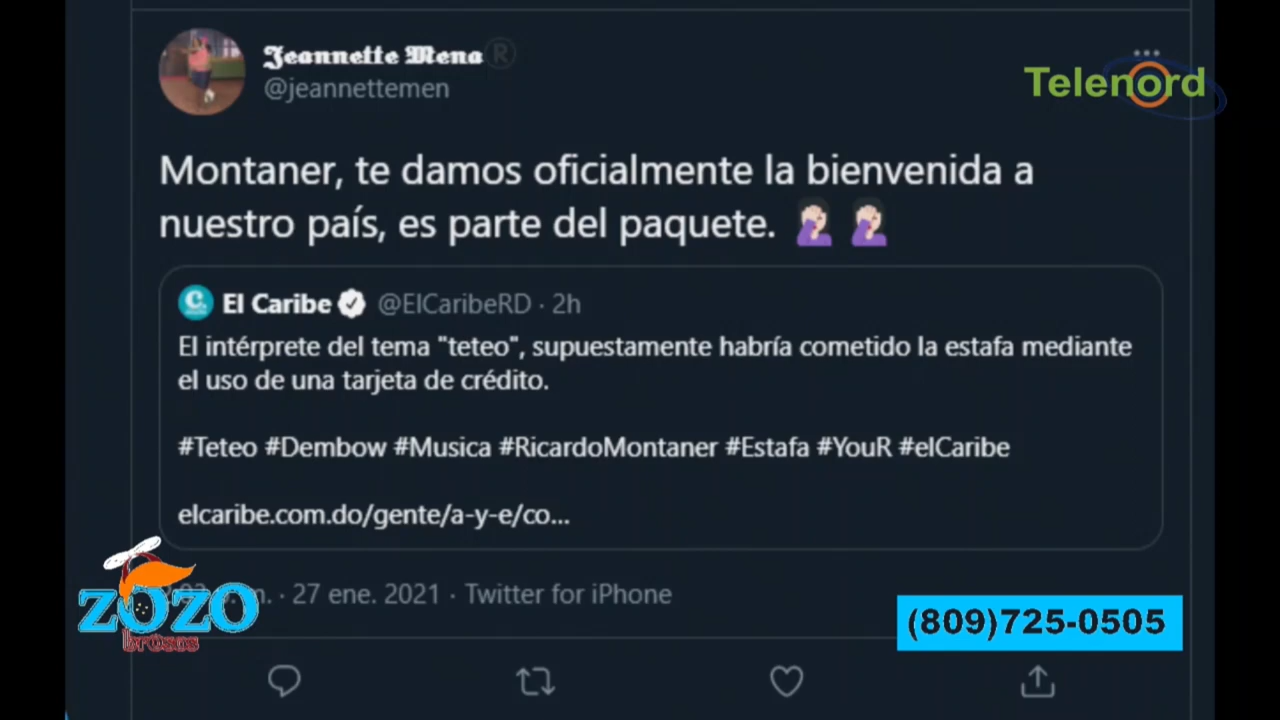 Jeannette Mena®
@jeannettemen
Telenord
Montaner, te damos oficialmente la bienvenida a
nuestro país, es parte del paquete.
El Caribe @ElCaribeRD · 2h
El intérprete del tema "teteo", supuestamente habría cometido la estafa mediante
el uso de una tarjeta de crédito.
#Teteo #Dembow #Musica #RicardoMontaner #Estafa #YouR #elCaribe
elcaribe.com.do/gente/a-y-e/co...
m. · 27 ene. 2021 · Twitter for iPhone
ZOZO
brosos
(809)725-0505